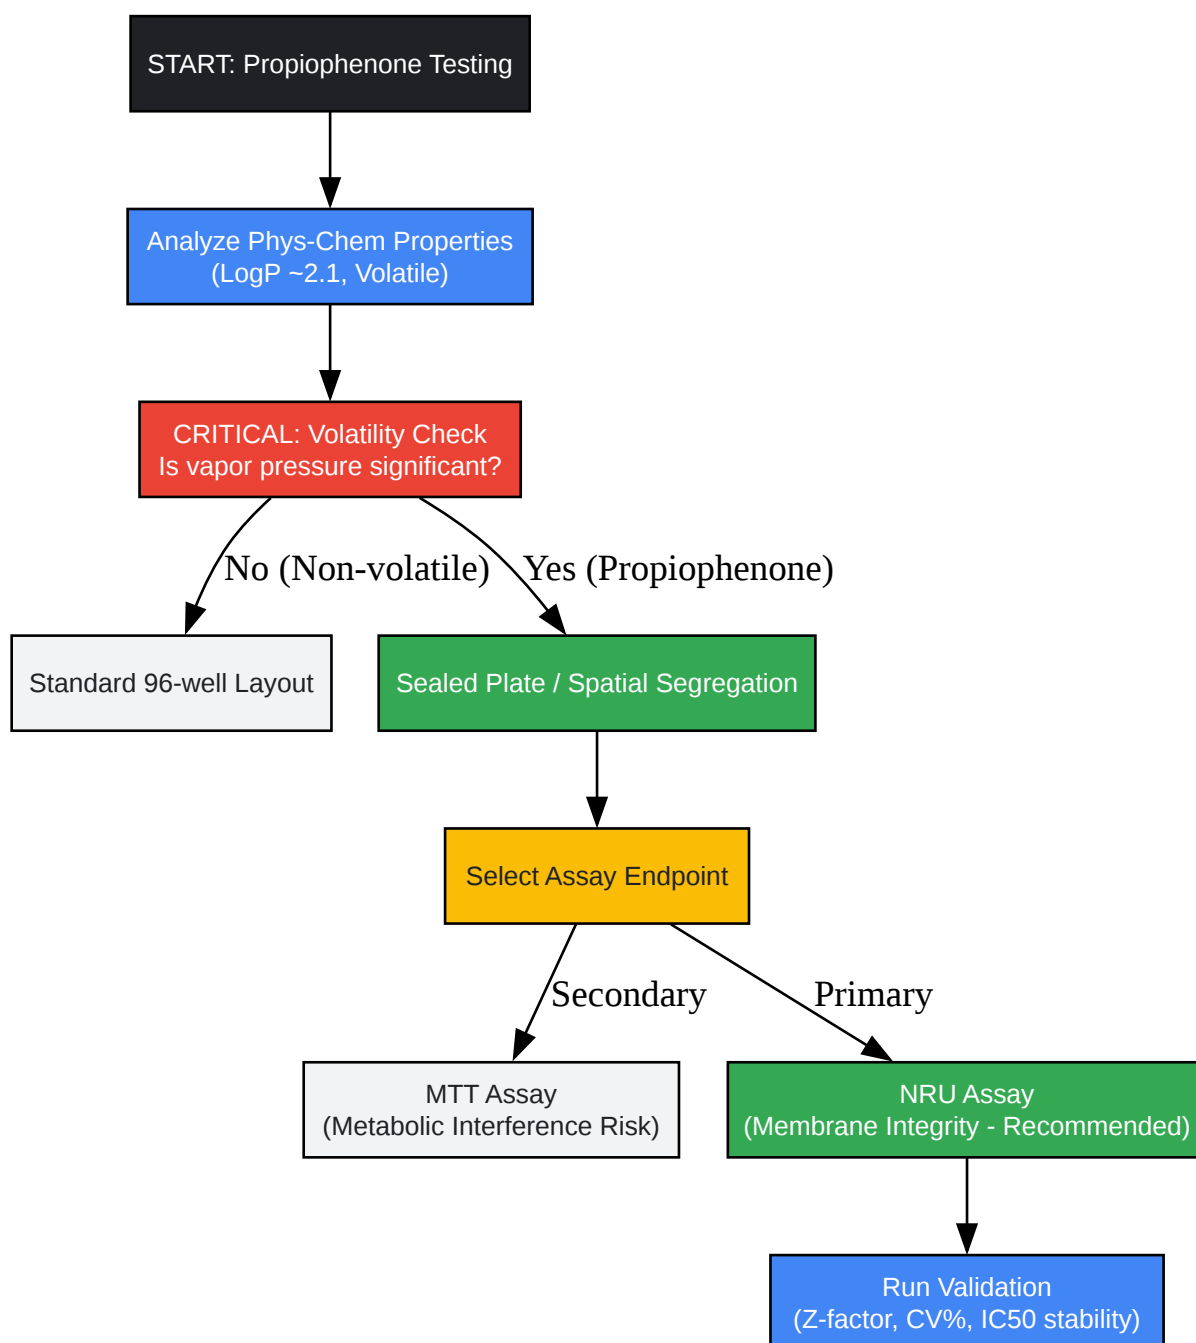 START: Propiophenone Testing
Analyze Phys-Chem Properties
(LogP ~2.1, Volatile)
CRITICAL: Volatility Check
Is vapor pressure significant?
No (Non-volatile)
Yes (Propiophenone)
Standard 96-well Layout
Sealed Plate / Spatial Segregation
Select Assay Endpoint
Secondary
Primary
MTT Assay
(Metabolic Interference Risk)
NRU Assay
(Membrane Integrity - Recommended)
Run Validation
(Z-factor, CV%, IC50 stability)